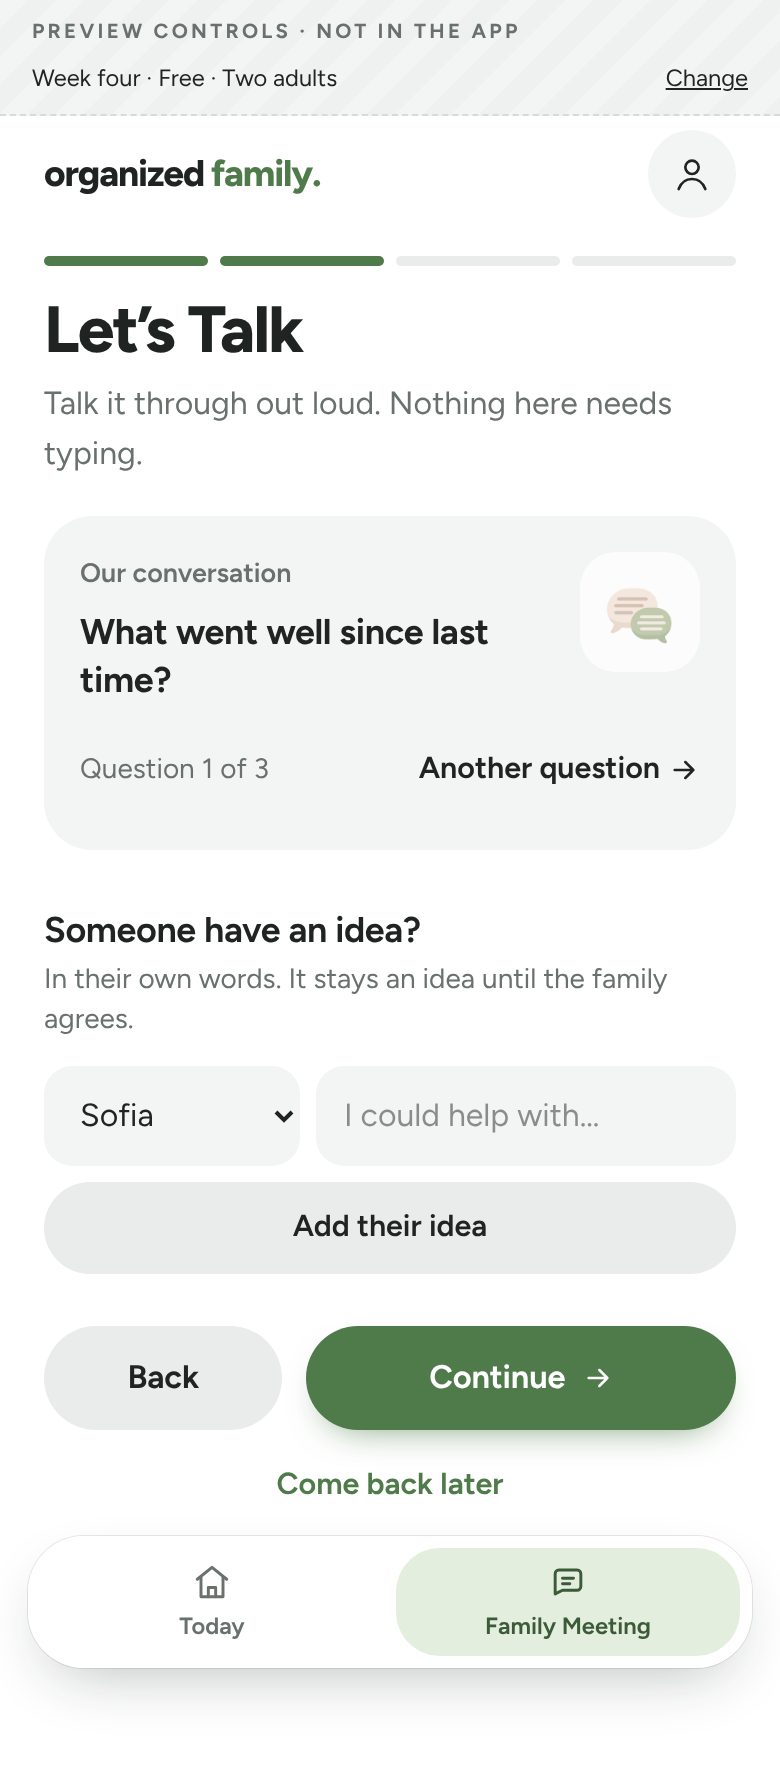 PREVIEW CONTROLS · NOT IN THE APP
Week four · Free · Two adults
Change
organized family.
Let’s Talk
Talk it through out loud. Nothing here needs
typing.
Our conversation
What went well since last
time?
Question 1 of 3
Another question →
Someone have an idea?
In their own words. It stays an idea until the family
agrees.
Sofia
I could help with...
Add their idea
Back
Continue →
Come back later
Today
Family Meeting